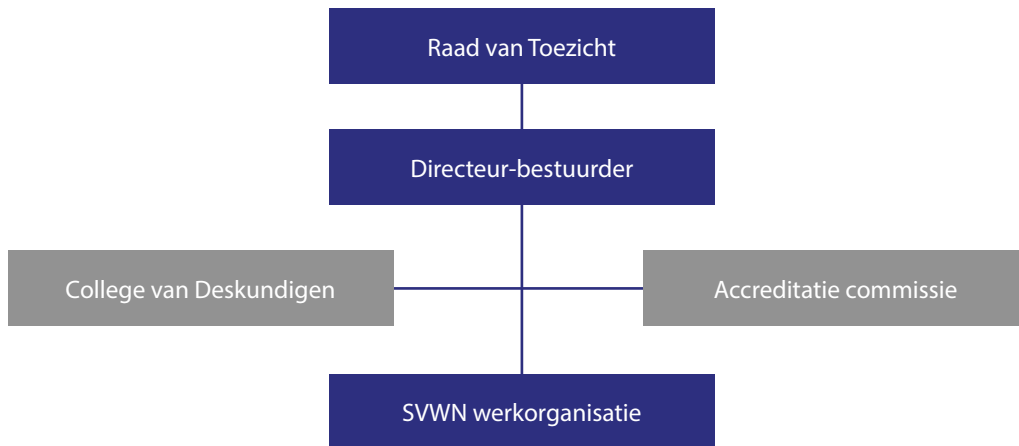 Raad van Toezicht
Directeur-bestuurder
College van Deskundigen
Accreditatie commissie
SVWN werkorganisatie